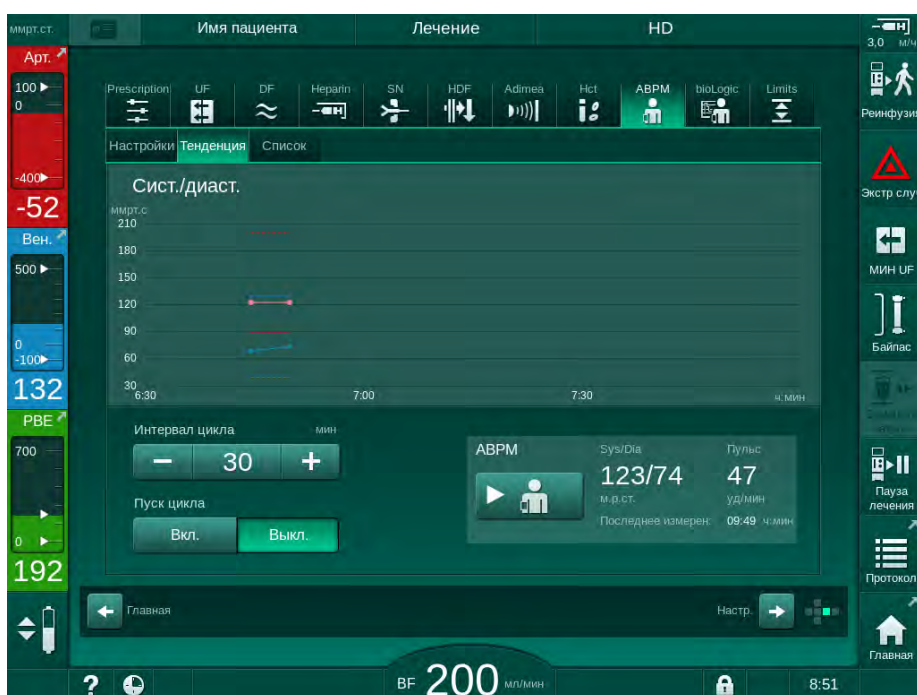 ммрт.ст.
Имя пациента
Лечение
HD
3,0 м/ч
Арт.
100
0
-400
-52
Вен.
500
0
-100
132
PBE
700
0
192
Prescription
UF
DF
Heparin
SN
HDF
Adimea
Hct
ABPM
bioLogic
Limits
Настройки
Тенденция
Список
Сист./диаст.
ммрт.с
210
180
150
120
90
60
30
6:30
7:00
7:30
ч:мин
Интервал цикла
мин
30
Пуск цикла
Вкл.
Выкл.
ABPM
Sys/Dia
Пульс
123/74
47
м.р.ст.
уд/мин
Последнее измерен:
09:49
ч:мин
Главная
Настр.
BF 200 мл/мин
8:51
Реинфузия
Экстр слу
МИН UF
Байпас
Пауза
лечения
Протокол
Главная